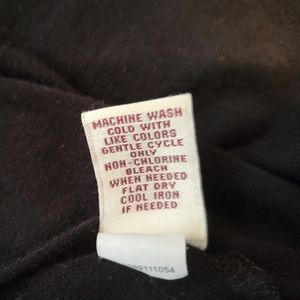 MACHINE WASH
COLD WITH
LIKE COLORS
GENTLE CYCLE
ONLY
NON-CHLORINE
BLEACH
WHEN NEEDED
FLAT DRY
COOL IRON
IF NEEDED